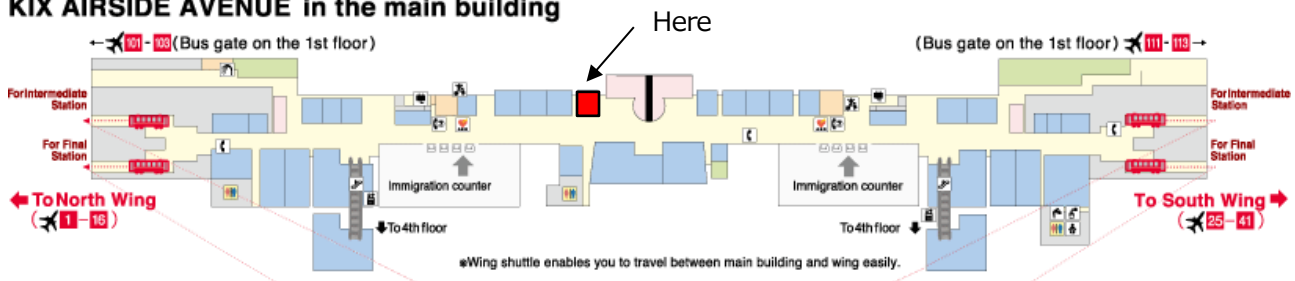 KIX AIRSIDE AVENUE in the main building
Here
← 101 - 103 (Bus gate on the 1st floor)
(Bus gate on the 1st floor) 111 - 113 →
For Intermediate
Station
For Intermediate
Station
For Final
Station
For Final
Station
Immigration counter
Immigration counter
To North Wing
( 1 - 16 )
To South Wing
( 25 - 41 )
To 4th floor
To 4th floor
※Wing shuttle enables you to travel between main building and wing easily.